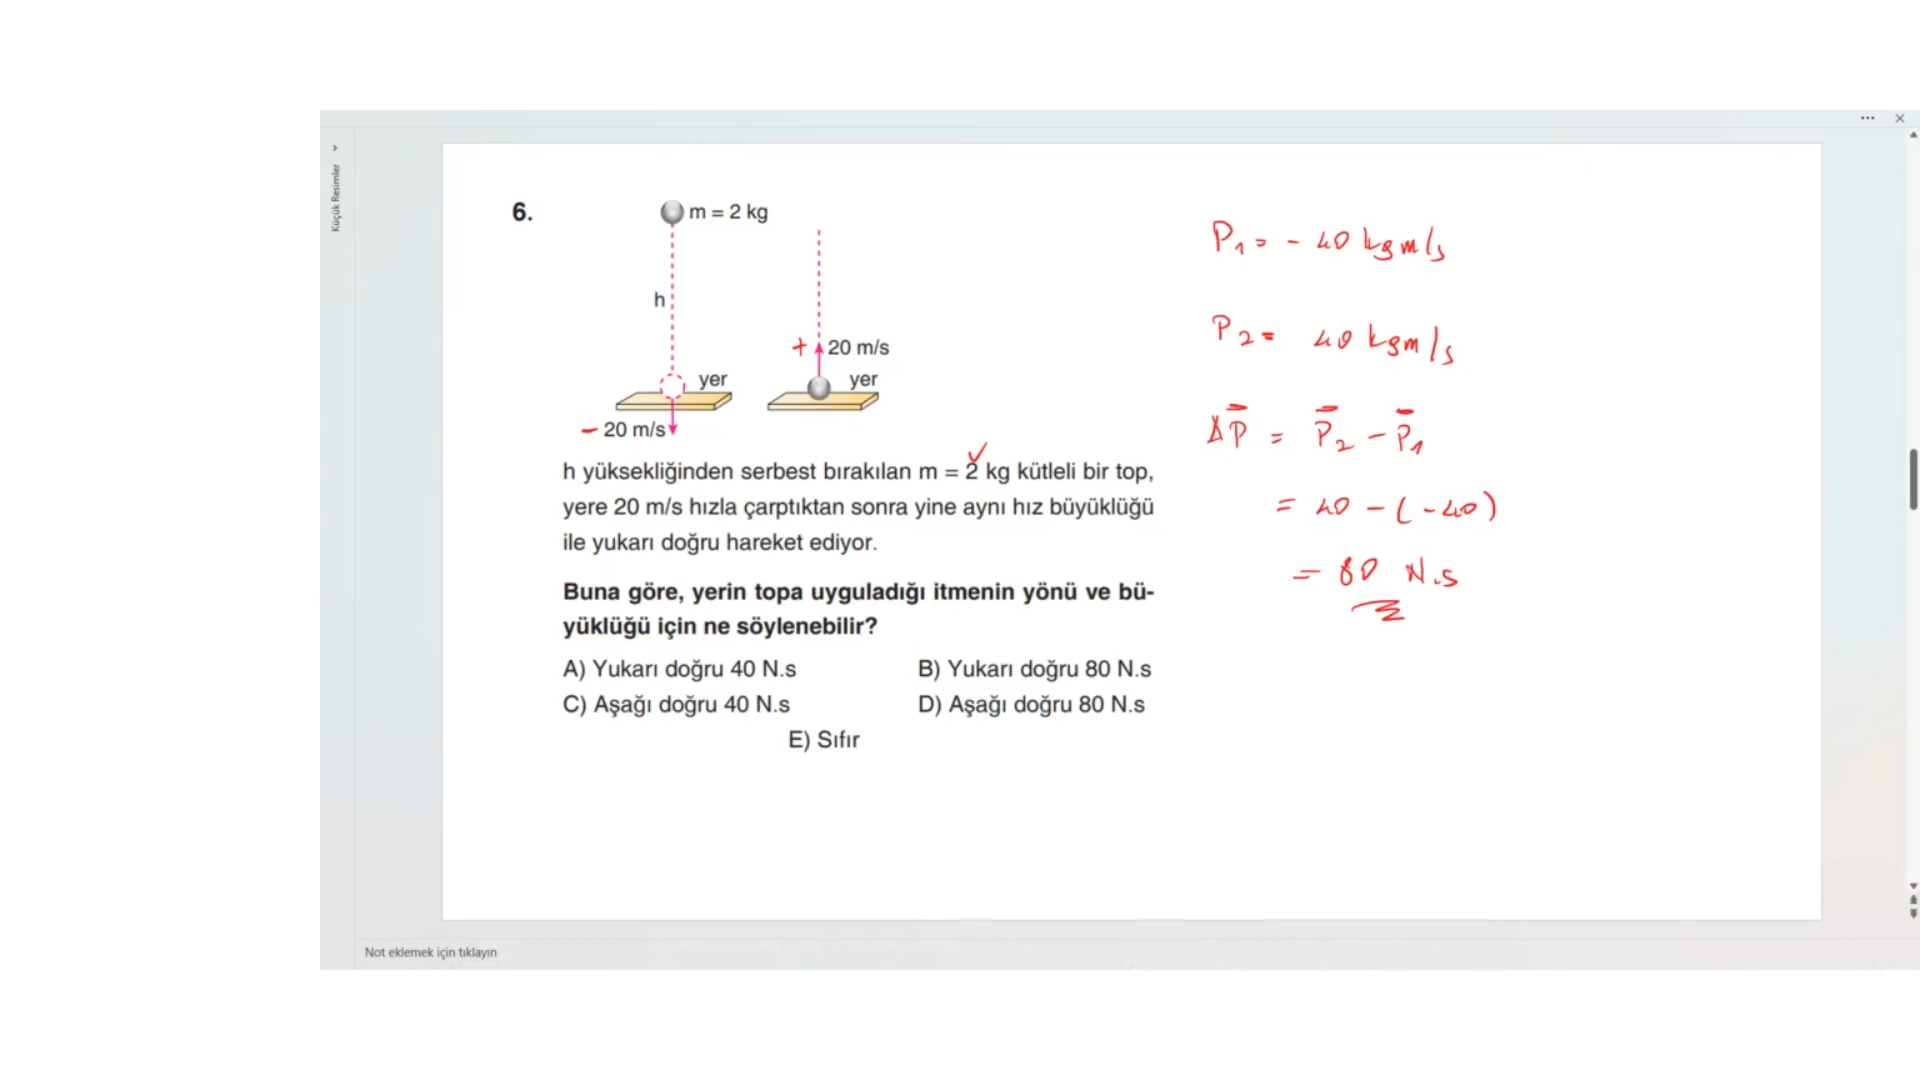 Küçük Resimler
6.
m = 2 kg
h
yer
- 20 m/s
+ 20 m/s
yer
h yüksekliğinden serbest bırakılan m = 2 kg kütleli bir top,
yere 20 m/s hızla çarptıktan sonra yine aynı hız büyüklüğü
ile yukarı doğru hareket ediyor.
Buna göre, yerin topa uyguladığı itmenin yönü ve bü-
yüklüğü için ne söylenebilir?
A) Yukarı doğru 40 N.s
B) Yukarı doğru 80 N.s
C) Aşağı doğru 40 N.s
D) Aşağı doğru 80 N.s
E) Sıfır
P1 = - 40 kgm/s
P2 = 40 kgm/s
ΔP = P2 - P1
= 40 - (-40)
= 80 N.s
Not eklemek için tıklayın